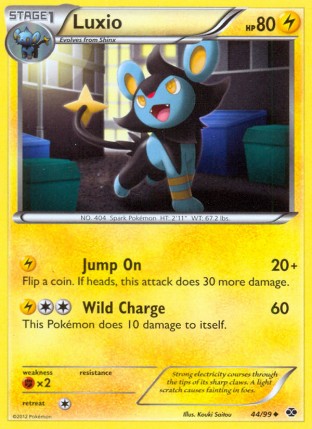 STAGE1 Luxio HP80
Evolves from Shinx
NO. 404 Spark Pokémon HT. 2'11" WT. 67.2 lbs.
Jump On 20+
Flip a coin. If heads, this attack does 30 more damage.
Wild Charge 60
This Pokémon does 10 damage to itself.
weakness resistance
×2
retreat
Strong electricity courses through
the tips of its sharp claws. A light
scratch causes fainting in foes.
©2012 Pokémon Illus. Kouki Saitou 44/99